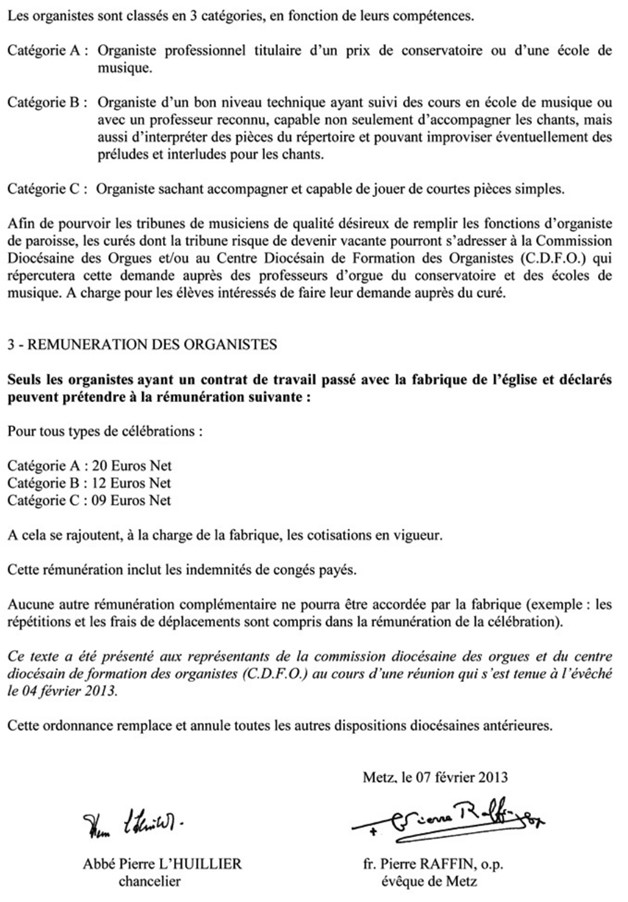 Les organistes sont classés en 3 catégories, en fonction de leurs compétences.
Catégorie A : Organiste professionnel titulaire d'un prix de conservatoire ou d'une école de
musique.
Catégorie B : Organiste d'un bon niveau technique ayant suivi des cours en école de musique ou
avec un professeur reconnu, capable non seulement d'accompagner les chants, mais
aussi d'interpréter des pièces du répertoire et pouvant improviser éventuellement des
préludes et interludes pour les chants.
Catégorie C : Organiste sachant accompagner et capable de jouer de courtes pièces simples.
Afin de pourvoir les tribunes de musiciens de qualité désireux de remplir les fonctions d'organiste
de paroisse, les curés dont la tribune risque de devenir vacante pourront s'adresser à la Commission
Diocésaine des Orgues et/ou au Centre Diocésain de Formation des Organistes (C.D.F.O.) qui
répercutera cette demande auprès des professeurs d'orgue du conservatoire et des écoles de
musique. A charge pour les élèves intéressés de faire leur demande auprès du curé.
3 - REMUNERATION DES ORGANISTES
Seuls les organistes ayant un contrat de travail passé avec la fabrique de l'église et déclarés
peuvent prétendre à la rémunération suivante :
Pour tous types de célébrations :
Catégorie A : 20 Euros Net
Catégorie B : 12 Euros Net
Catégorie C : 09 Euros Net
A cela se rajoutent, à la charge de la fabrique, les cotisations en vigueur.
Cette rémunération inclut les indemnités de congés payés.
Aucune autre rémunération complémentaire ne pourra être accordée par la fabrique (exemple : les
répétitions et les frais de déplacements sont compris dans la rémunération de la célébration).
Ce texte a été présenté aux représentants de la commission diocésaine des orgues et du centre
diocésain de formation des organistes (C.D.F.O.) au cours d'une réunion qui s'est tenue à l'évêché
le 04 février 2013.
Cette ordonnance remplace et annule toutes les autres dispositions diocésaines antérieures.
Metz, le 07 février 2013
Abbé Pierre L'HUILLIER
chancelier
fr. Pierre RAFFIN, o.p.
évêque de Metz